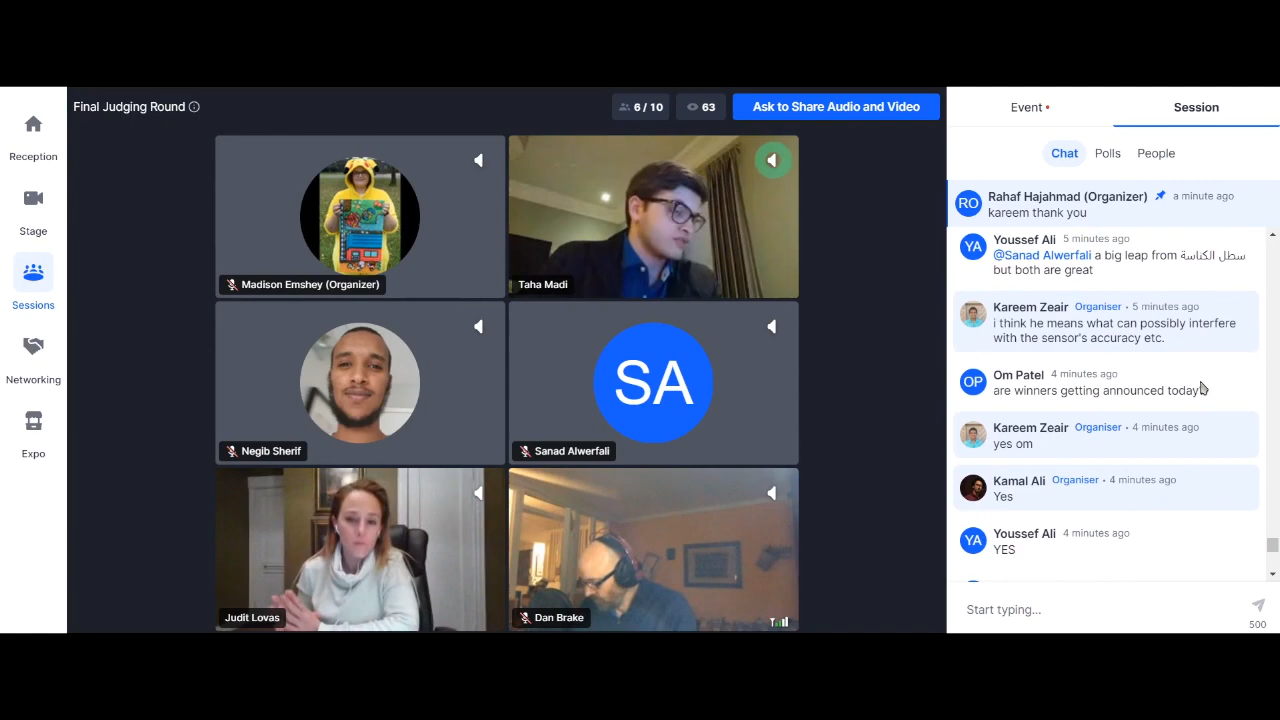 Reception
Stage
Sessions
Networking
Expo
Final Judging Round
6 / 10
63
Ask to Share Audio and Video
Madison Emshey (Organizer)
Taha Madi
Negib Sherif
SA
Sanad Alwerfali
Judit Lovas
Dan Brake
Event
Session
Chat
Polls
People
RO
Rahaf Hajahmad (Organizer)
a minute ago
kareem thank you
YA
Youssef Ali 5 minutes ago
@Sanad Alwerfali a big leap from سطل الكناسة
but both are great
Kareem Zeair Organiser • 5 minutes ago
i think he means what can possibly interfere
with the sensor's accuracy etc.
OP
Om Patel 4 minutes ago
are winners getting announced today?
Kareem Zeair Organiser • 4 minutes ago
yes om
Kamal Ali Organiser • 4 minutes ago
Yes
YA
Youssef Ali 4 minutes ago
YES
Start typing...
500